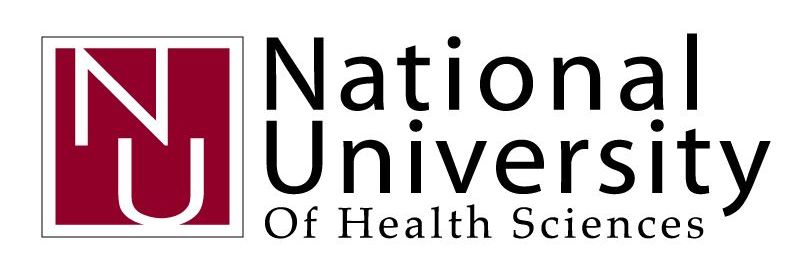 NU
National
University
Of Health Sciences